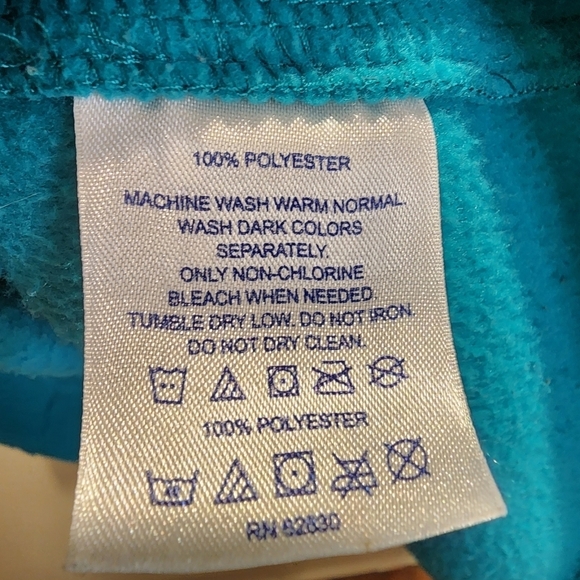 100% POLYESTER
MACHINE WASH WARM NORMAL.
WASH DARK COLORS
SEPARATELY.
ONLY NON-CHLORINE
BLEACH WHEN NEEDED
TUMBLE DRY LOW. DO NOT IRON.
DO NOT DRY CLEAN.
100% POLYESTER
RN 62830